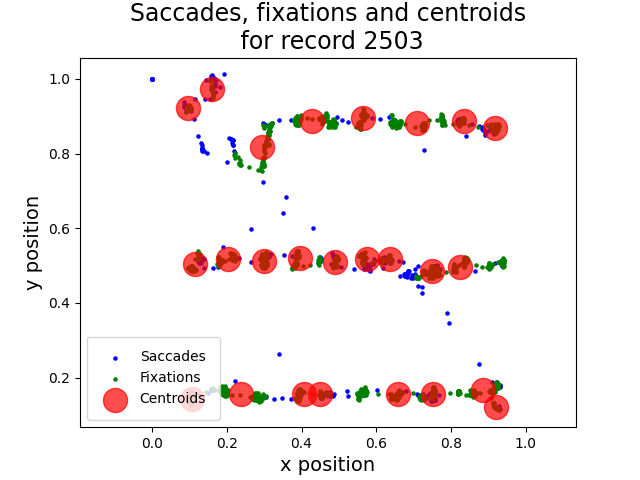 Saccades, fixations and centroids
for record 2503
1.0
0.8
0.6
0.4
0.2
y position
Saccades
Fixations
Centroids
0.0 0.2 0.4 0.6 0.8 1.0
x position